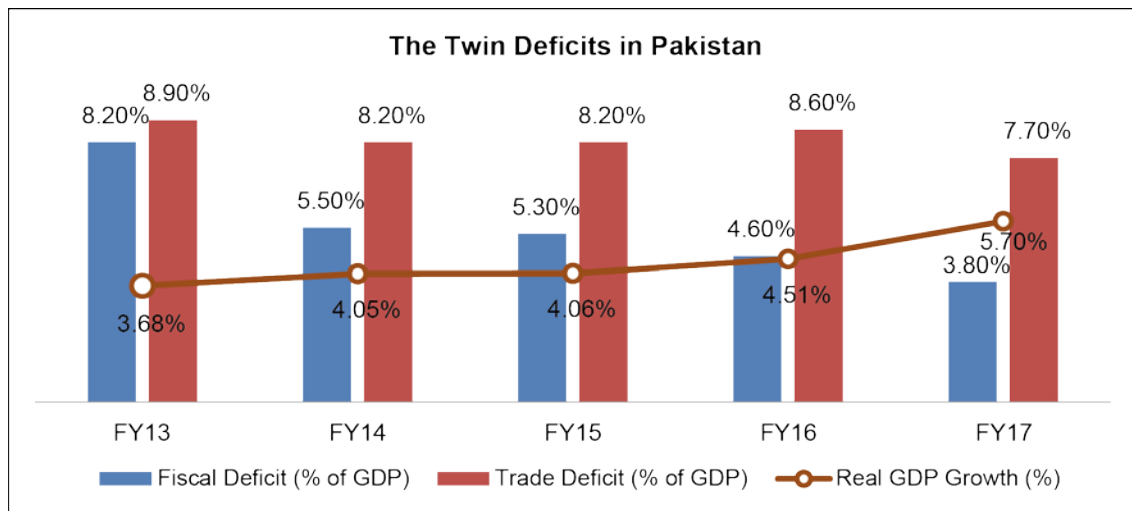 The Twin Deficits in Pakistan
8.20% 8.90% 5.50% 8.20% 5.30% 8.20% 4.60% 8.60% 3.80% 7.70%
3.68% 4.05% 4.06% 4.51% 5.70%
FY13 FY14 FY15 FY16 FY17
Fiscal Deficit (% of GDP) Trade Deficit (% of GDP) Real GDP Growth (%)